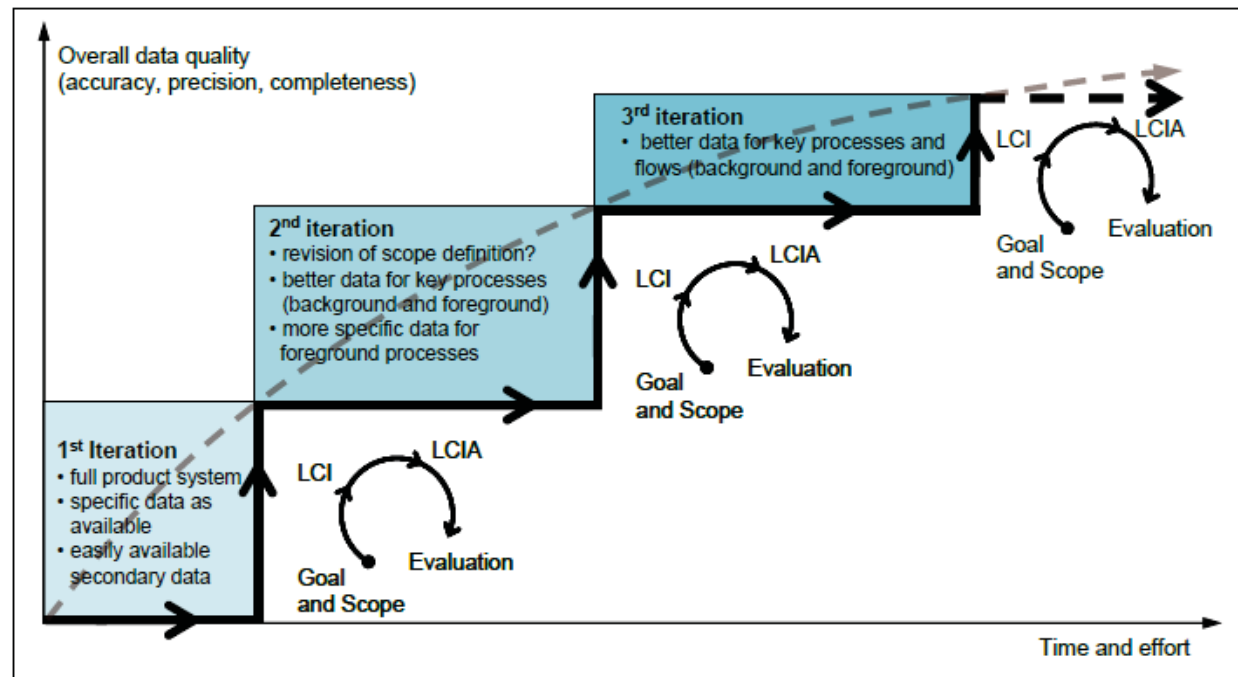 Overall data quality
(accuracy, precision, completeness)
3rd iteration
• better data for key processes and
flows (background and foreground)
LCI
LCIA
Goal
and Scope
Evaluation
2nd iteration
• revision of scope definition?
• better data for key processes
(background and foreground)
• more specific data for
foreground processes
LCI
LCIA
Goal
and Scope
Evaluation
1st Iteration
• full product system
• specific data as
available
• easily available
secondary data
LCI
LCIA
Goal
and Scope
Evaluation
Time and effort